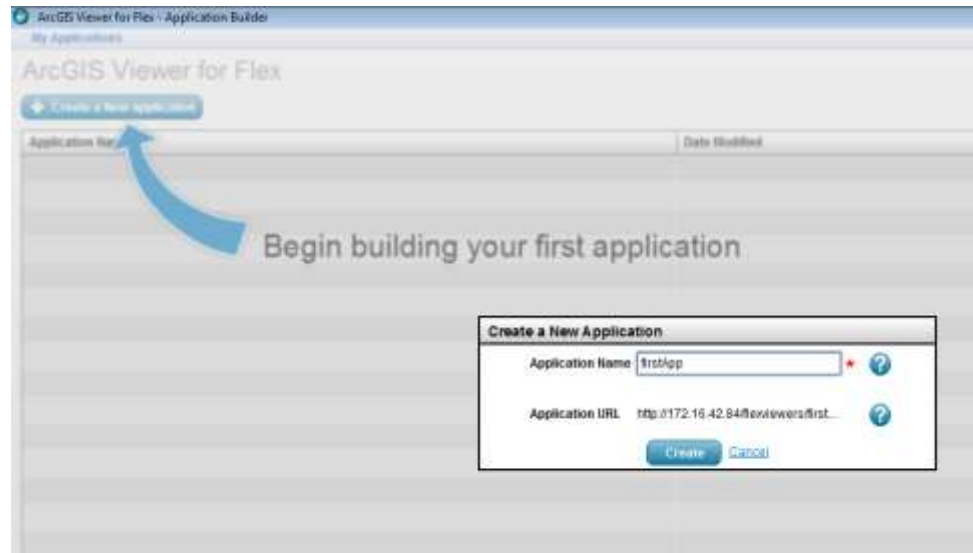 ArcGIS Viewer for Flex - Application Builder
My Applications
ArcGIS Viewer for Flex
Create a New application
Application Na
Date Modified
Begin building your first application
Create a New Application
Application Name firstApp *
Application URL http://172.16.42.84/flexviewers/first...
Create Cancel